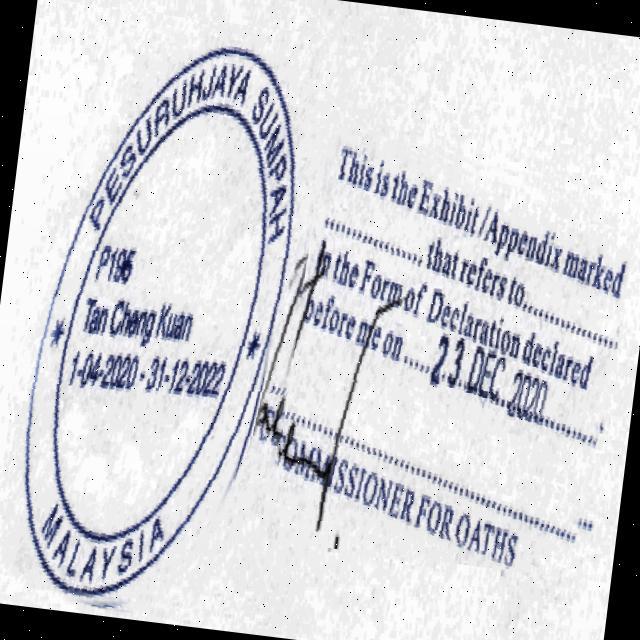 PESURUHJAYA SUMPAH
Tan Cheng Kuan
1-04-2020 - 31-12-2022
MALAYSIA
This is the Exhibit / Appendix marked
............... that refers to...............
in the Form of Declaration declared
before me on ..... 23 DEC 2020
COMMISSIONER FOR OATHS